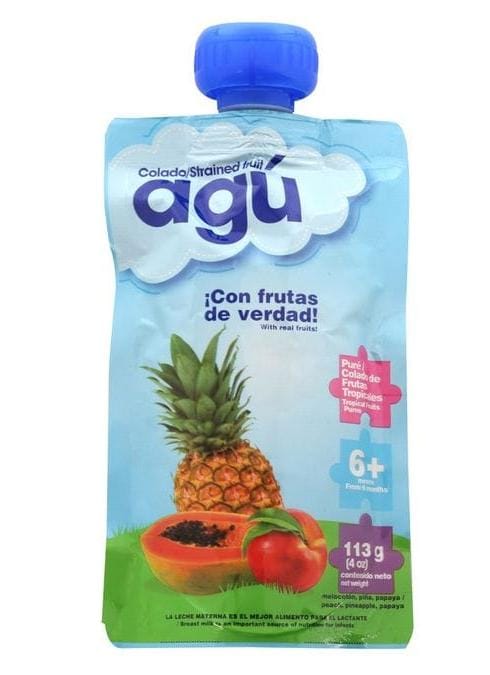 Colado/Strained fruit
agú
¡Con frutas
de verdad!
With real fruits!
Puré/
Colado de
Frutas
Tropicales
Tropical fruits
Puree
6+
meses
From 6 months
113 g
(4 oz)
contenido neto
net weight
melocotón, piña, papaya /
peach, pineapple, papaya
LA LECHE MATERNA ES EL MEJOR ALIMENTO PARA EL LACTANTE
Breast milk is an important source of nutrition for infants